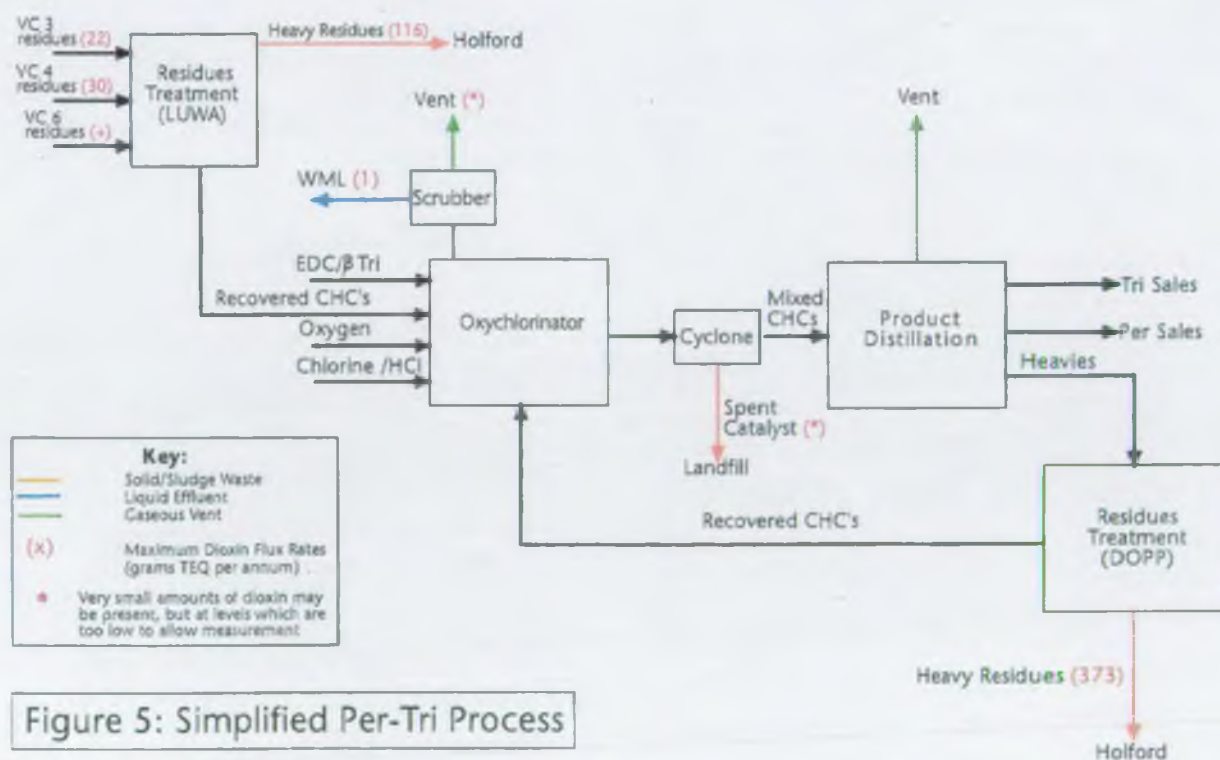 VC 3
residues (22)
VC 4
residues (30)
VC 6
residues (+)
Residues
Treatment
(LUWA)
Heavy Residues (116)
Holford
Vent (*)
WML (1)
Scrubber
EDC/β Tri
Recovered CHC's
Oxygen
Chlorine /HCl
Oxychlorinator
Cyclone
Mixed
CHCs
Spent
Catalyst (*)
Landfill
Vent
Product
Distillation
Tri Sales
Per Sales
Heavies
Residues
Treatment
(DOPP)
Recovered CHC's
Heavy Residues (373)
Holford
Key:
Solid/Sludge Waste
Liquid Effluent
Gaseous Vent
(x) Maximum Dioxin Flux Rates
(grams TEQ per annum) .
* Very small amounts of dioxin may
be present, but at levels which are
too low to allow measurement
Figure 5: Simplified Per-Tri Process